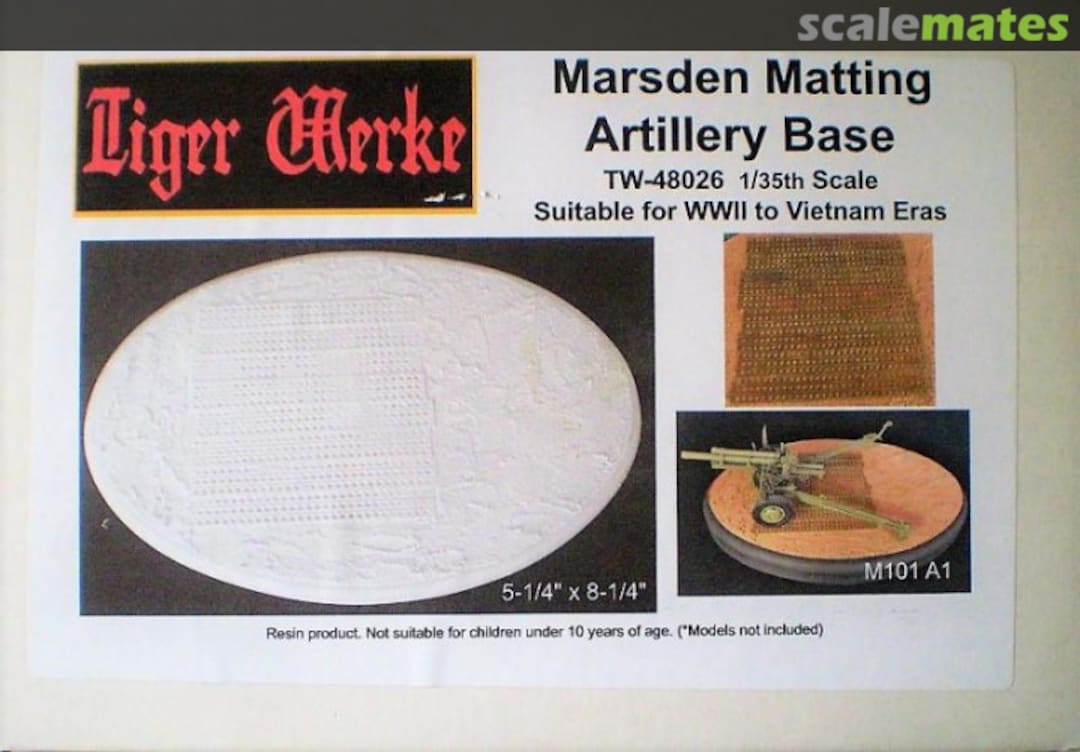 scalemates
Tiger Werke
Marsden Matting
Artillery Base
TW-48026 1/35th Scale
Suitable for WWII to Vietnam Eras
5-1/4" x 8-1/4"
M101 A1
Resin product. Not suitable for children under 10 years of age. (*Models not included)